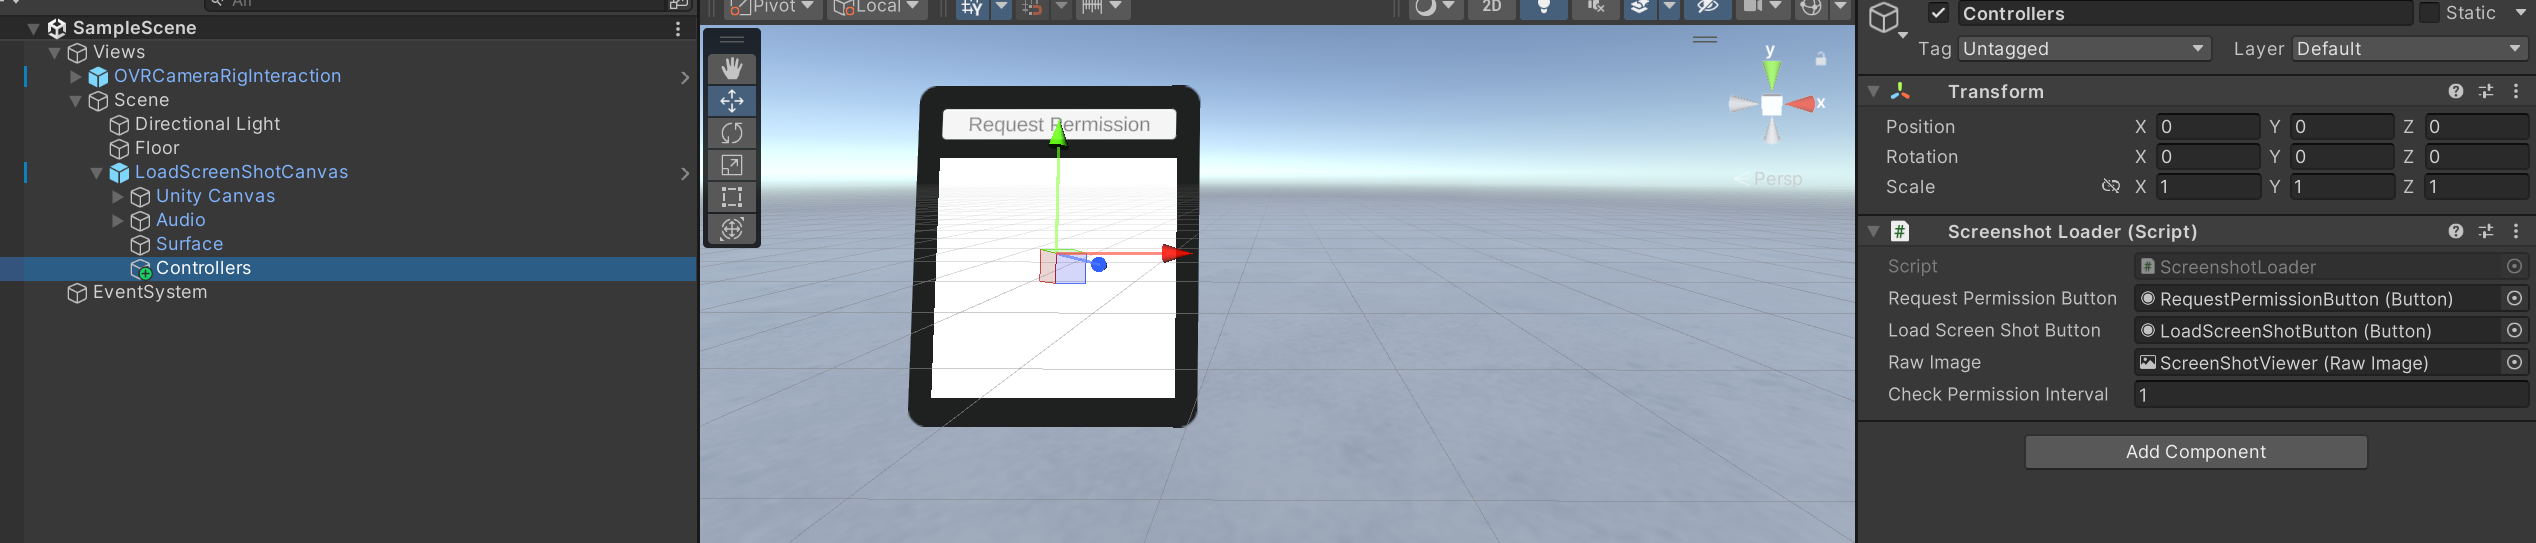 All
SampleScene
Views
OVRCameraRigInteraction
Scene
Directional Light
Floor
LoadScreenShotCanvas
Unity Canvas
Audio
Surface
Controllers
EventSystem
Pivot
Local
2D
Request Permission
y
x
Persp
Controllers
Static
Tag Untagged
Layer Default
Transform
Position X 0 Y 0 Z 0
Rotation X 0 Y 0 Z 0
Scale X 1 Y 1 Z 1
# Screenshot Loader (Script)
Script # ScreenshotLoader
Request Permission Button RequestPermissionButton (Button)
Load Screen Shot Button LoadScreenShotButton (Button)
Raw Image ScreenShotViewer (Raw Image)
Check Permission Interval 1
Add Component